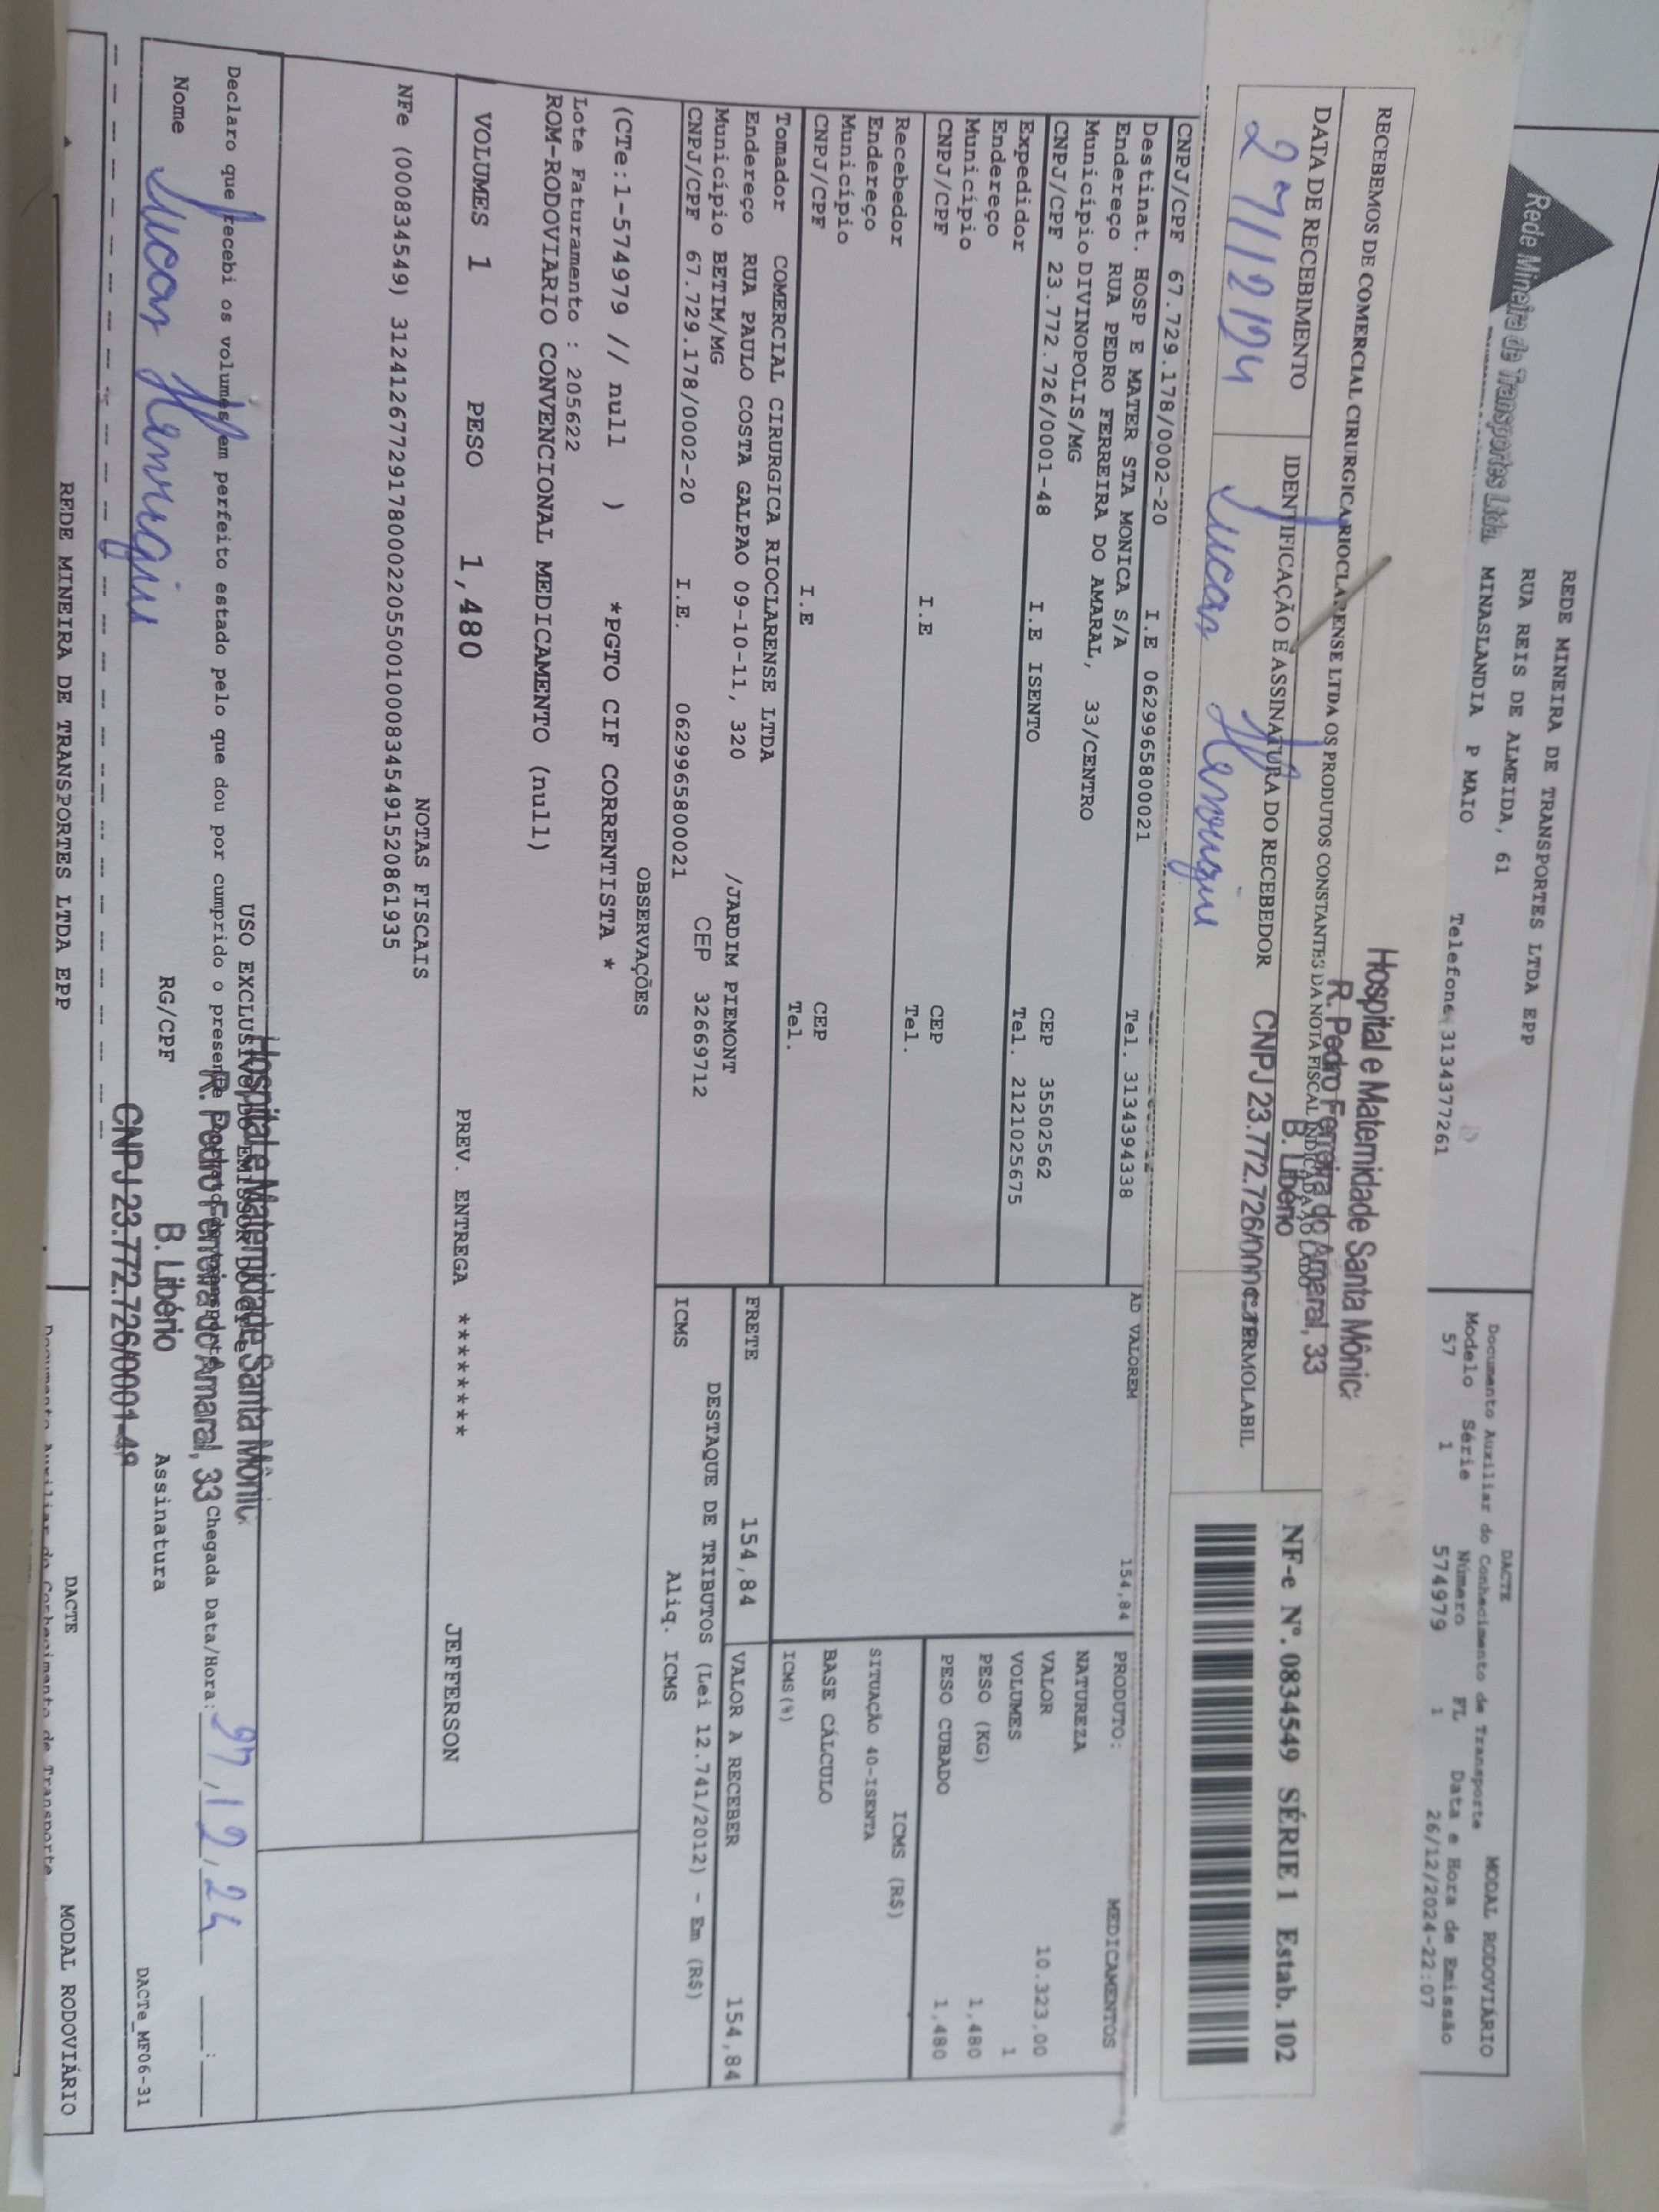 Rede Mineira de Transportes Ltda.
REDE MINEIRA DE TRANSPORTES LTDA EPP
RUA REIS DE ALMEIDA, 61
MINASLANDIA P MAIO
Telefone 3134377261
DACTE
MODAL RODOVIÁRIO
Documento Auxiliar do Conhecimento de Transporte
Modelo Série Número FL Data e Hora de Emissão
57 1 574979 1 26/12/2024-22:07
RECEBEMOS DE COMERCIAL CIRURGICA RIOCLARENSE LTDA OS PRODUTOS CONSTANTES DA NOTA FISCAL INDICADA AO LADO
DATA DE RECEBIMENTO
IDENTIFICAÇÃO E ASSINATURA DO RECEBEDOR
Lucas Henrique
Hospital e Maternidade Santa Mônic
R. Pedro Ferreira do Amaral, 33
B. Libério
CNPJ 23.772.726/
TERMOLABIL
NF-e Nº. 0834549 SÉRIE 1 Estab. 102
CNPJ/CPF 67.729.178/0002-20 I.E 0629965800021 Tel. 3134394338
Destinat. HOSP E MATER STA MONICA S/A
Endereço RUA PEDRO FERREIRA DO AMARAL, 33/CENTRO
Município DIVINOPOLIS/MG CEP 35502562
CNPJ/CPF 23.772.726/0001-48 I.E ISENTO Tel. 2121025675
Expedidor
Endereço
Município CEP
CNPJ/CPF I.E Tel.
Recebedor
Endereço
Município CEP
CNPJ/CPF I.E Tel.
Tomador COMERCIAL CIRURGICA RIOCLARENSE LTDA
Endereço RUA PAULO COSTA GALPAO 09-10-11, 320 /JARDIM PIEMONT
Município BETIM/MG CEP 32669712
CNPJ/CPF 67.729.178/0002-20 I.E. 0629965800021
AD VALOREM 154,84
PRODUTO: MEDICAMENTOS
NATUREZA
VALOR 10.323,00
VOLUMES 1
PESO (KG) 1,480
PESO CUBADO 1,480
ICMS (R$)
SITUAÇÃO 40-ISENTA
BASE CÁLCULO
ICMS(%)
FRETE 154,84 VALOR A RECEBER 154,84
DESTAQUE DE TRIBUTOS (Lei 12.741/2012) - Em (R$)
ICMS Aliq. ICMS
OBSERVAÇÕES
(CTe:1-574979 // null ) *PGTO CIF CORRENTISTA *
Lote Faturamento : 205622
ROM-RODOVIARIO CONVENCIONAL MEDICAMENTO (null)
VOLUMES 1 PESO 1,480 PREV. ENTREGA ******** JEFFERSON
NOTAS FISCAIS
NFe (000834549) 31241267729178000220550010008345491520861935
USO EXCLUSIVO DO EMISSOR DO CT-e
Declaro que recebi os volumes em perfeito estado pelo que dou por cumprido o presente
Chegada Data/Hora:
Nome Lucas Henrique RG/CPF Assinatura
Hospital e Maternidade Santa Mônic
R. Pedro Ferreira do Amaral, 33
B. Libério
CNPJ 23.772.726/0001-48
DACTe_MF06-31
REDE MINEIRA DE TRANSPORTES LTDA EPP
DACTE
MODAL RODOVIÁRIO
Documento Auxiliar do Conhecimento de Transporte